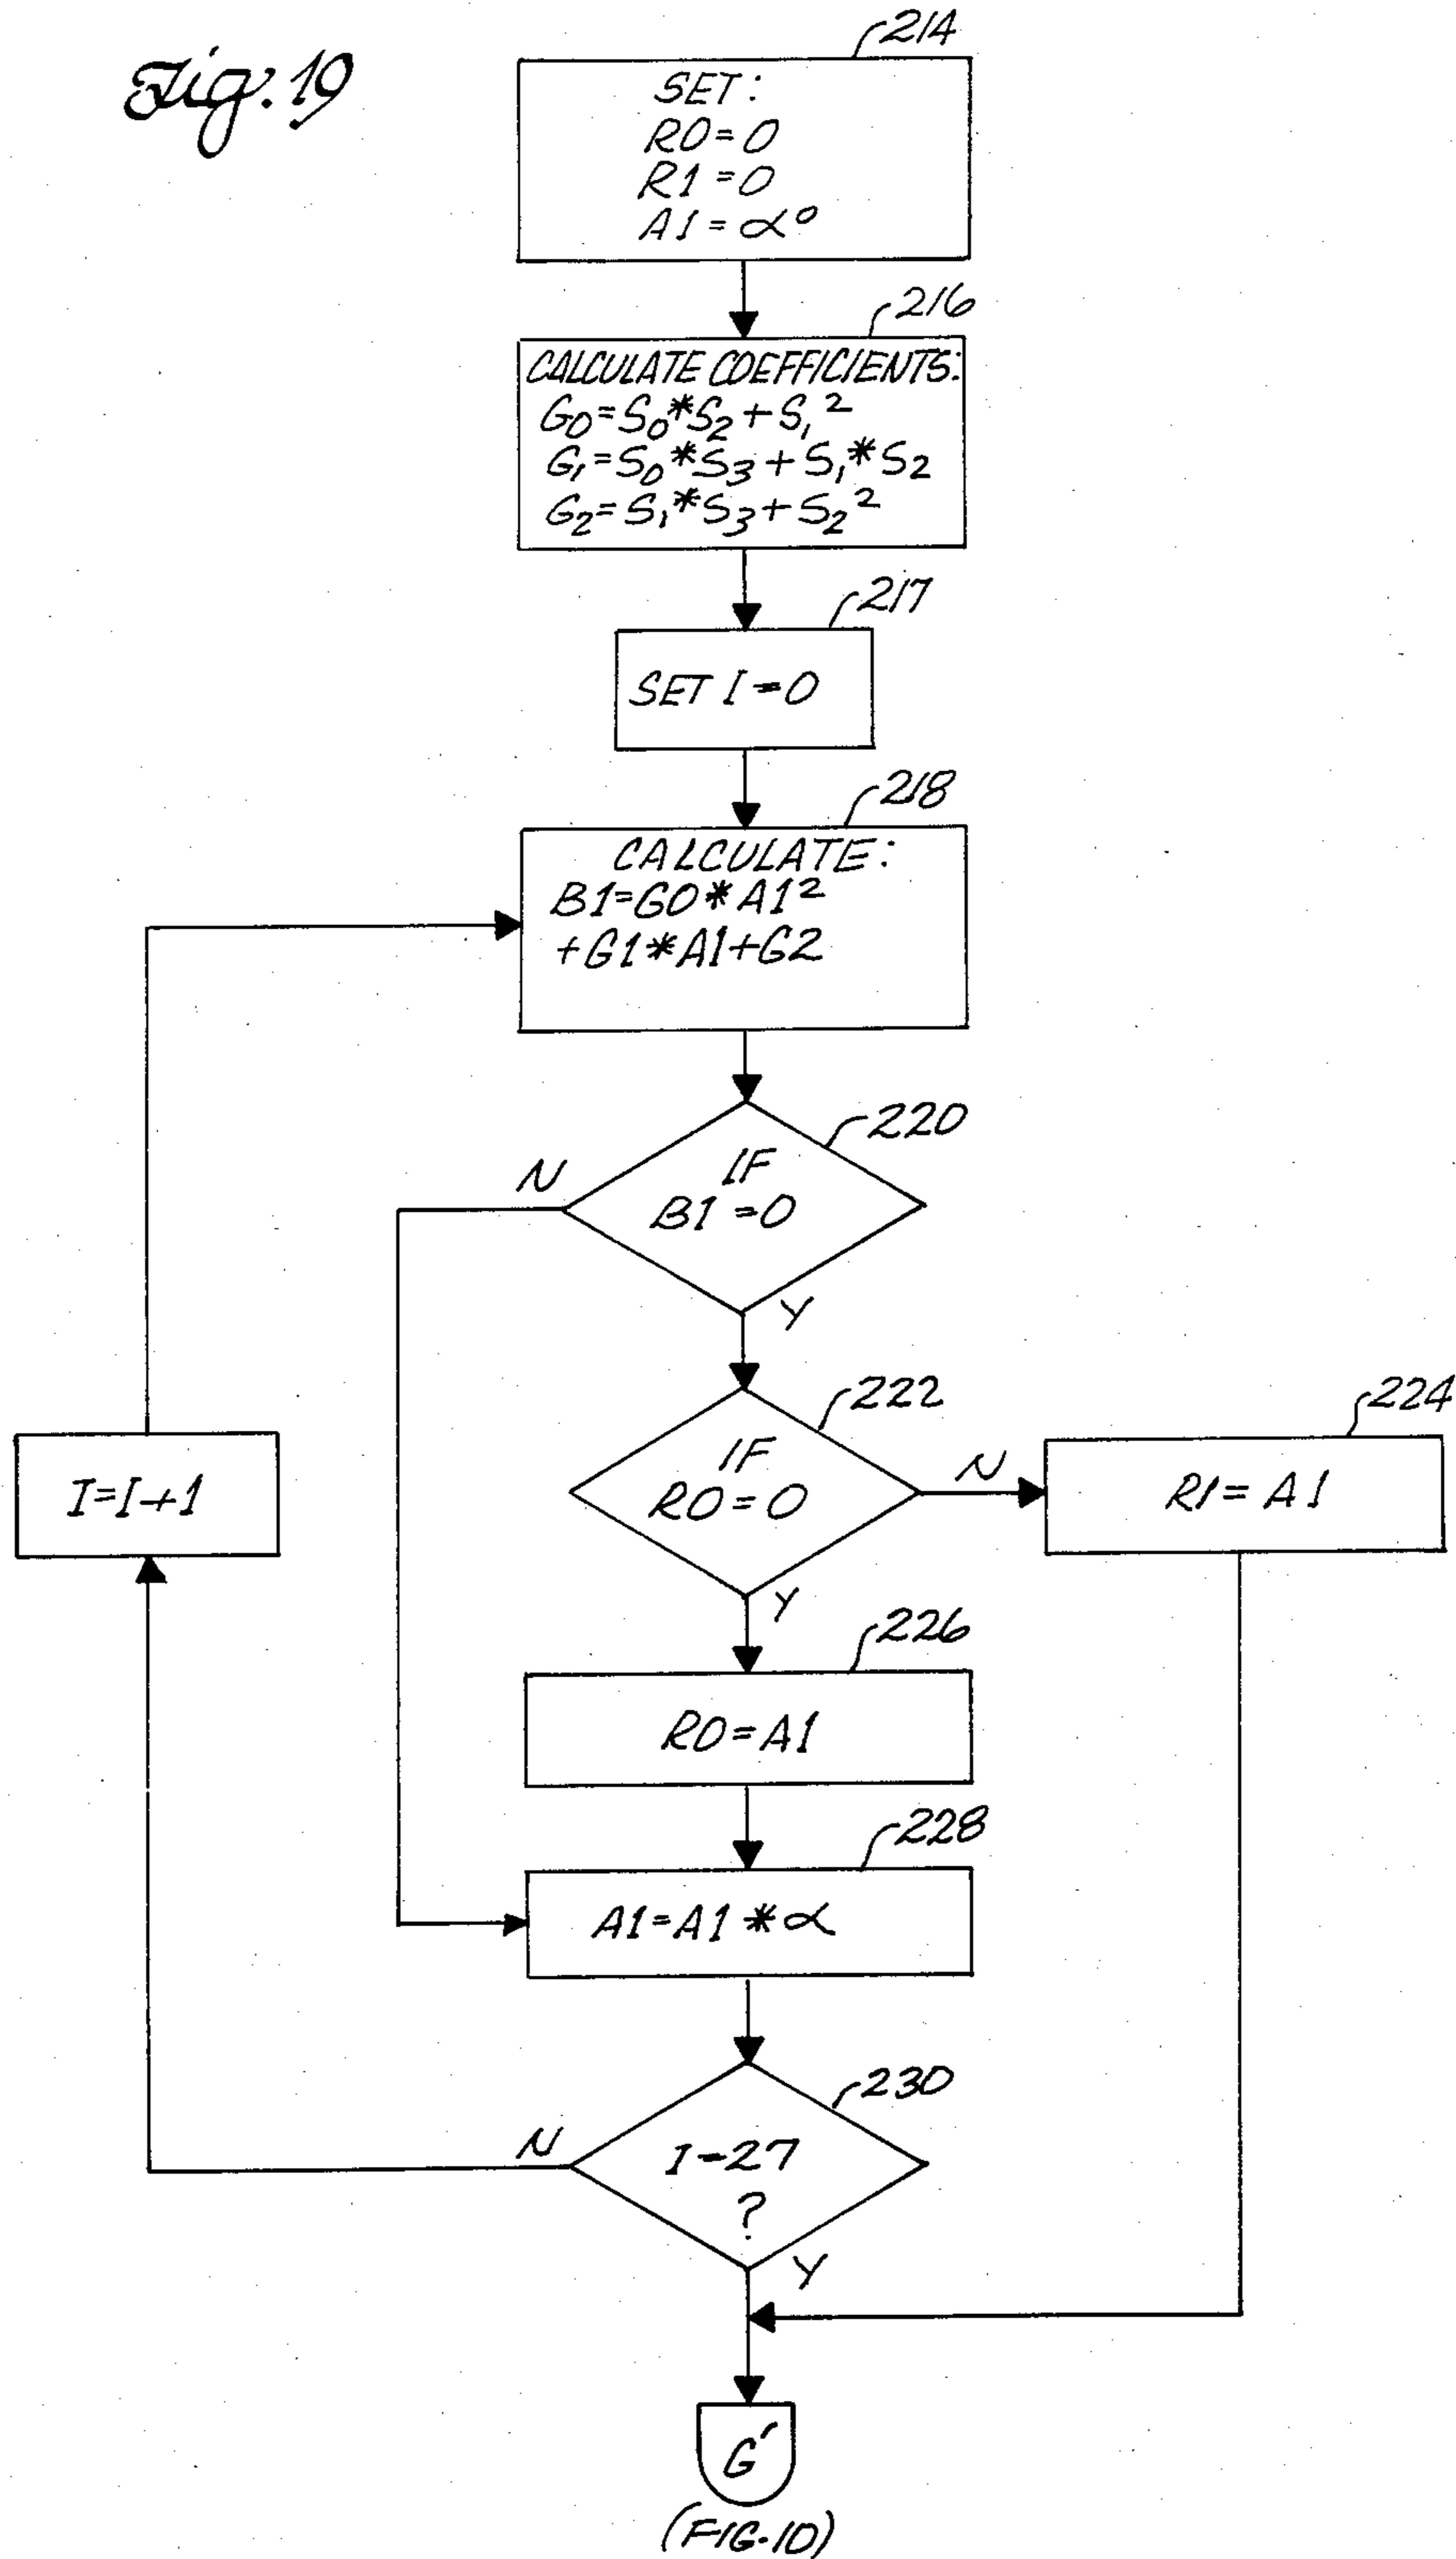 Fig. 19
214
SET:
R0=0
R1=0
A1=α⁰
216
CALCULATE COEFFICIENTS:
G₀=S₀*S₂+S₁²
G₁=S₀*S₃+S₁*S₂
G₂=S₁*S₃+S₂²
217
SET I=0
218
CALCULATE:
B1=G0*A1²
+G1*A1+G2
220
IF
B1=0
N
Y
222
IF
R0=0
N
Y
224
R1=A1
I=I+1
226
R0=A1
228
A1=A1*α
230
I=27
?
N
Y
G′
(FIG.10)